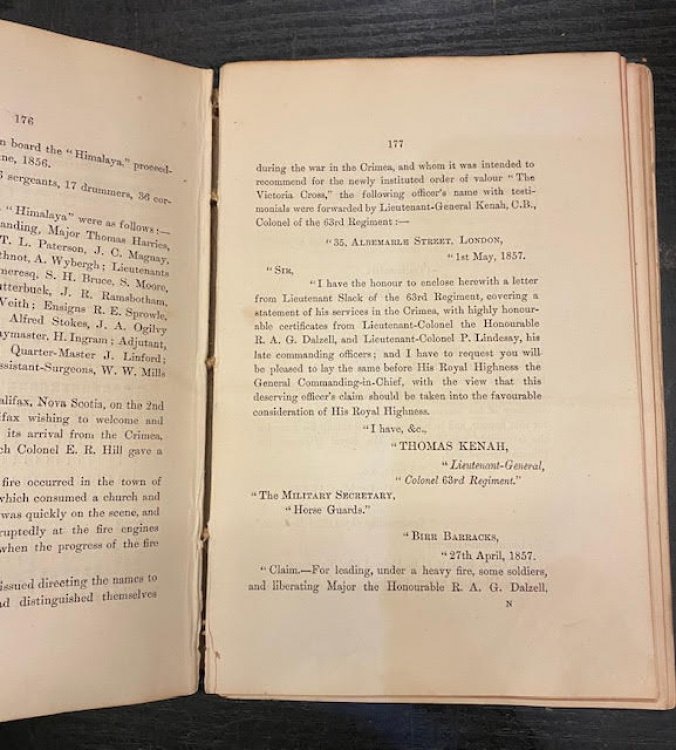 176
n board the "Himalaya," proceed-
ne, 1856.
sergeants, 17 drummers, 36 cor-
"Himalaya" were as follows:—
anding, Major Thomas Harries,
T. L. Paterson, J. C. Magnay,
thnot, A. Wybergh; Lieutenants
meresq, S. H. Bruce, S. Mooro,
tterbuck, J. R. Ramsbotham,
Veith; Ensigns R. E. Sprowle,
Alfred Stokes, J. A. Ogilvy
aymaster, H. Ingram; Adjutant,
Quarter-Master J. Linford;
ssistant-Surgeons, W. W. Mills
alifax, Nova Scotia, on the 2nd
ifax wishing to welcome and
its arrival from the Crimea,
ch Colonel E. R. Hill gave a
fire occurred in the town of
which consumed a church and
was quickly on the scene, and
ruptedly at the fire engines
when the progress of the fire
issued directing the names to
ad distinguished themselves
177
during the war in the Crimea, and whom it was intended to
recommend for the newly instituted order of valour "The
Victoria Cross," the following officer's name with testi-
monials were forwarded by Lieutenant-General Kenah, C.B.,
Colonel of the 63rd Regiment:—
"35, Albemarle Street, London,
"1st May, 1857.
"Sir,
"I have the honour to enclose herewith a letter
from Lieutenant Slack of the 63rd Regiment, covering a
statement of his services in the Crimea, with highly honour-
able certificates from Lieutenant-Colonel the Honourable
R. A. G. Dalzell, and Lieutenant-Colonel P. Lindesay, his
late commanding officers; and I have to request you will
be pleased to lay the same before His Royal Highness the
General Commanding-in-Chief, with the view that this
deserving officer's claim should be taken into the favourable
consideration of His Royal Highness.
"I have, &c.,
"THOMAS KENAH,
"Lieutenant-General,
"Colonel 63rd Regiment."
"The Military Secretary,
"Horse Guards."
"Birr Barracks,
"27th April, 1857.
"Claim.—For leading, under a heavy fire, some soldiers,
and liberating Major the Honourable R. A. G. Dalzell,
N